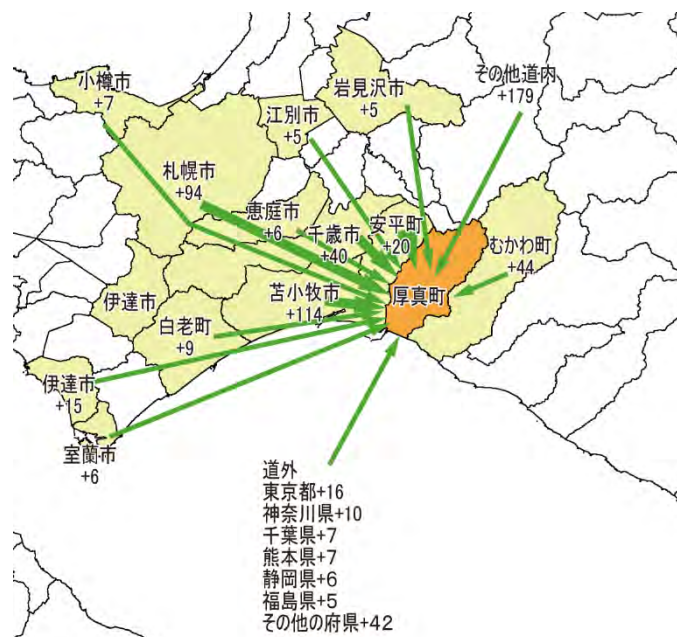 小樽市
+7
岩見沢市
+5
その他道内
+179
江別市
+5
札幌市
+94
恵庭市
+6
千歳市
+40
安平町
+20
むかわ町
+44
厚真町
苫小牧市
+114
伊達市
白老町
+9
伊達市
+15
室蘭市
+6
道外
東京都+16
神奈川県+10
千葉県+7
熊本県+7
静岡県+6
福島県+5
その他の府県+42